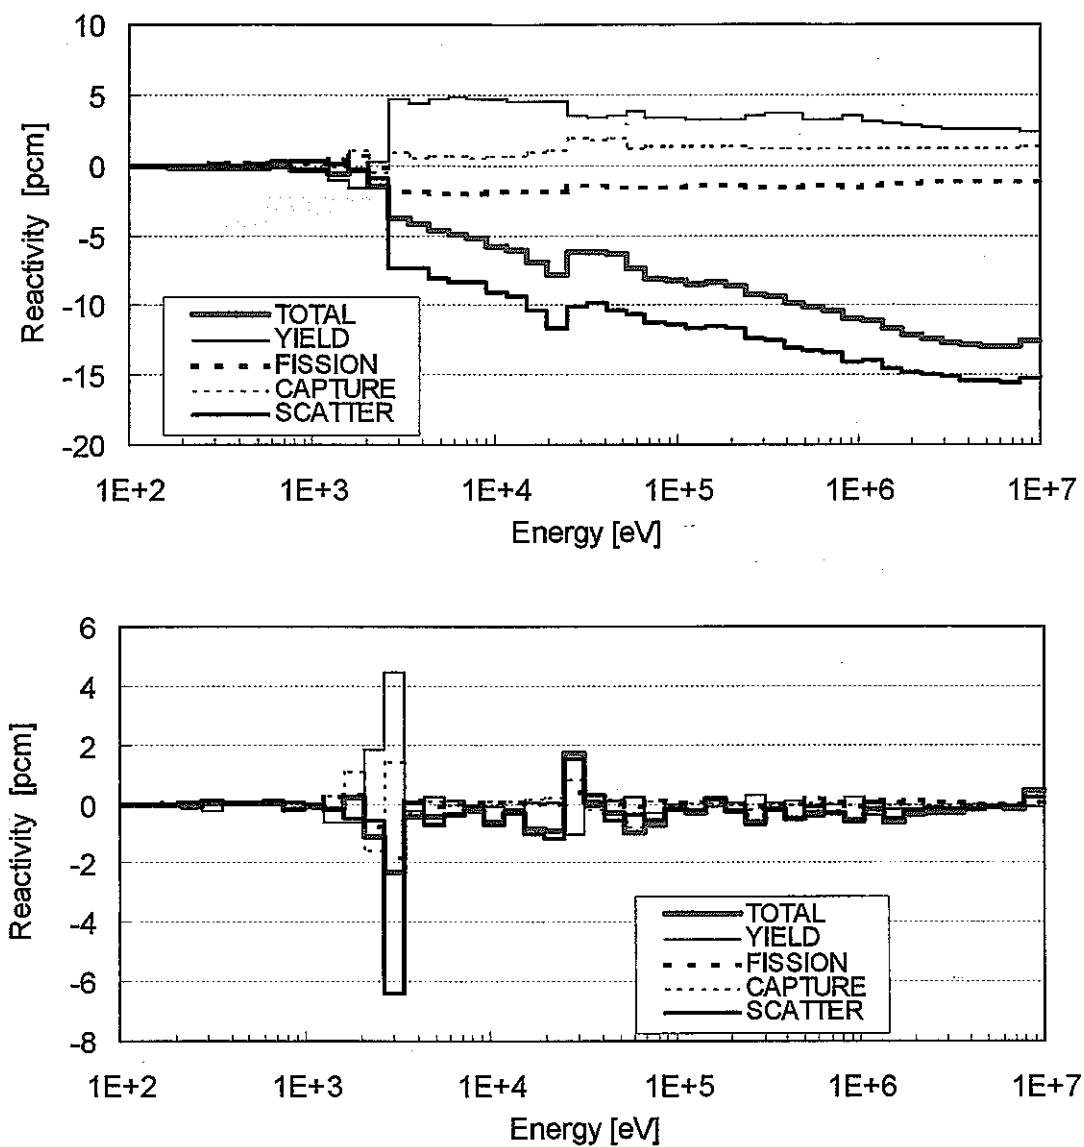 10
5
0
-5
-10
-15
-20
Reactivity [pcm]
TOTAL
YIELD
FISSION
CAPTURE
SCATTER
1E+2 1E+3 1E+4 1E+5 1E+6 1E+7
Energy [eV]
6
4
2
0
-2
-4
-6
-8
Reactivity [pcm]
TOTAL
YIELD
FISSION
CAPTURE
SCATTER
1E+2 1E+3 1E+4 1E+5 1E+6 1E+7
Energy [eV]